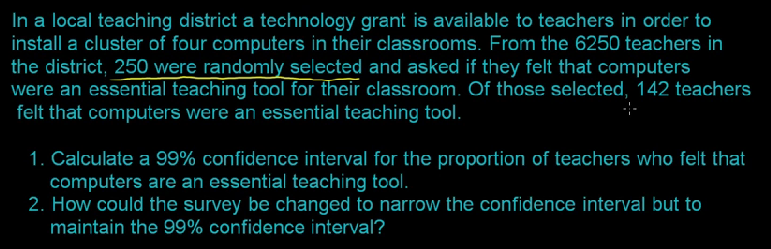 In a local teaching district a technology grant is available to teachers in order to
install a cluster of four computers in their classrooms. From the 6250 teachers in
the district, 250 were randomly selected and asked if they felt that computers
were an essential teaching tool for their classroom. Of those selected, 142 teachers
felt that computers were an essential teaching tool.
1. Calculate a 99% confidence interval for the proportion of teachers who felt that
computers are an essential teaching tool.
2. How could the survey be changed to narrow the confidence interval but to
maintain the 99% confidence interval?